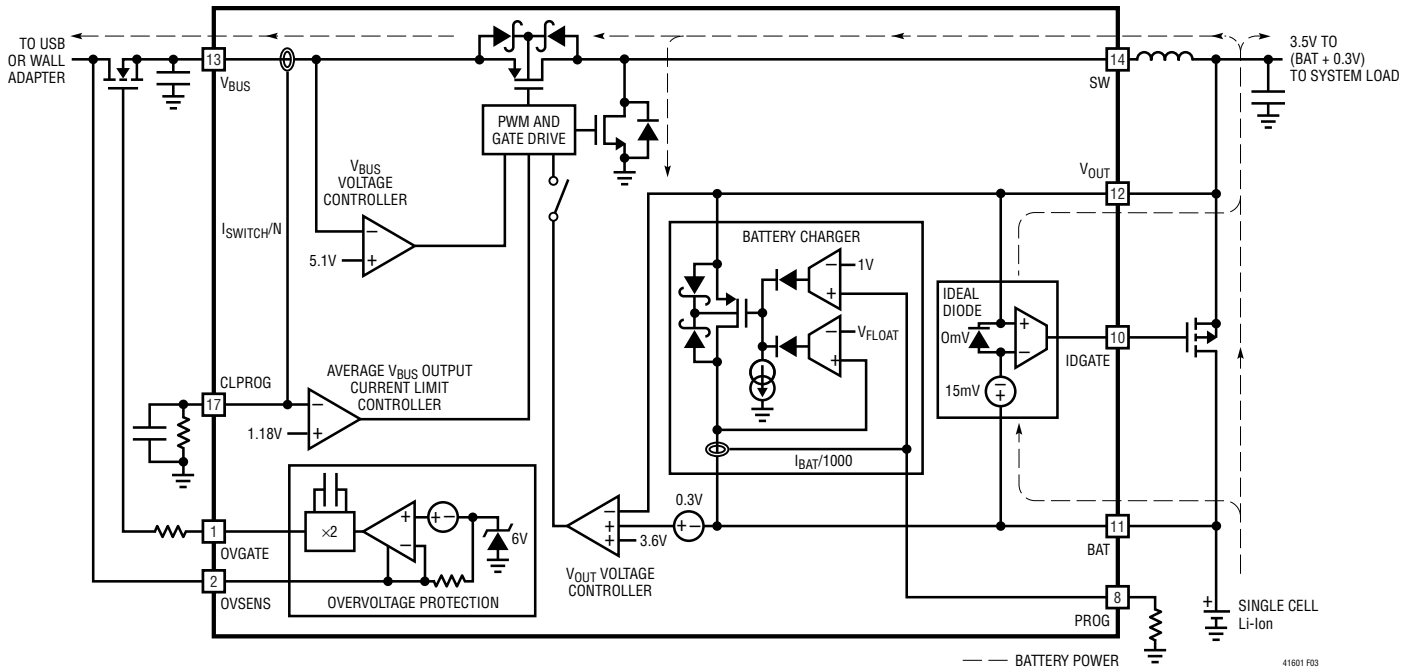 TO USB
OR WALL
ADAPTER
13
VBUS
14
SW
3.5V TO
(BAT + 0.3V)
TO SYSTEM LOAD
PWM AND
GATE DRIVE
VBUS
VOLTAGE
CONTROLLER
ISWITCH/N
5.1V
−
+
VOUT
12
BATTERY CHARGER
−
1V
+
−
VFLOAT
+
IDEAL
DIODE
0mV
+
−
15mV
−
+
10
IDGATE
CLPROG
17
AVERAGE VBUS OUTPUT
CURRENT LIMIT
CONTROLLER
−
1.18V
+
IBAT/1000
0.3V
+−
−
+
+
3.6V
VOUT VOLTAGE
CONTROLLER
11
BAT
1
OVGATE
×2
+
−
+−
6V
2
OVSENS
OVERVOLTAGE PROTECTION
8
PROG
+
SINGLE CELL
Li-Ion
BATTERY POWER
41601 F03